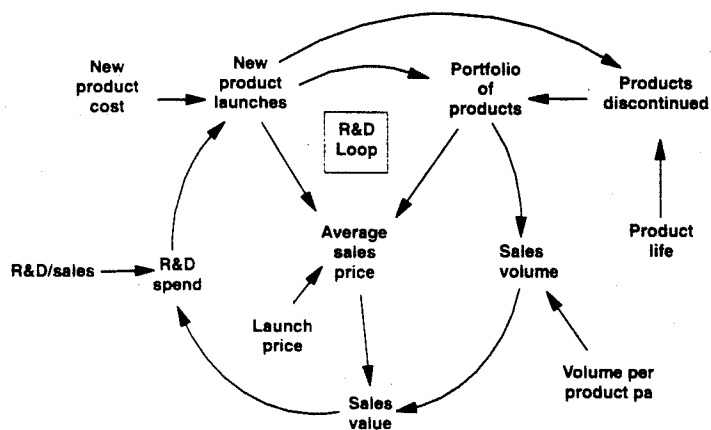 New
product
cost
New
product
launches
Portfolio
of
products
Products
discontinued
R&D
Loop
Average
sales
price
Sales
volume
Product
life
R&D/sales
R&D
spend
Launch
price
Volume per
product pa
Sales
value